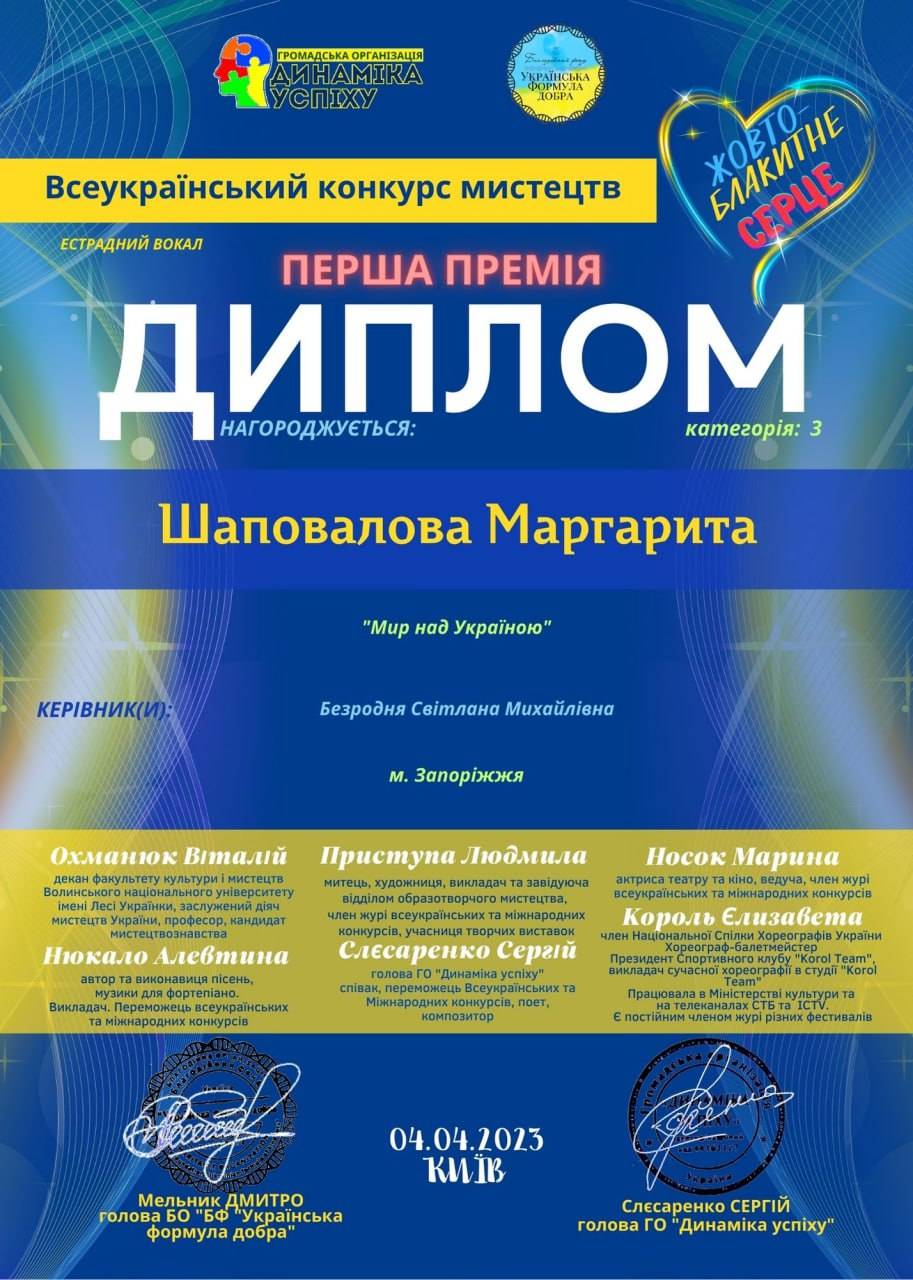 ГРОМАДСЬКА ОРГАНІЗАЦІЯ
ДИНАМІКА
УСПІХУ
Благодійний фонд
УКРАЇНСЬКА
ФОРМУЛА
ДОБРА
ЖОВТО-
БЛАКИТНЕ
СЕРЦЕ
Всеукраїнський конкурс мистецтв
ЕСТРАДНИЙ ВОКАЛ
ПЕРША ПРЕМІЯ
ДИПЛОМ
НАГОРОДЖУЄТЬСЯ:
категорія: 3
Шаповалова Маргарита
"Мир над Україною"
КЕРІВНИК(И):
Безродня Світлана Михайлівна
м. Запоріжжя
Охманюк Віталій
декан факультету культури і мистецтв
Волинського національного університету
імені Лесі Українки, заслужений діяч
мистецтв України, професор, кандидат
мистецтвознавства
Нюкало Алевтина
автор та виконавиця пісень,
музики для фортепіано.
Викладач. Переможець всеукраїнських
та міжнародних конкурсів
Приступа Людмила
митець, художниця, викладач та завідуюча
відділом образотворчого мистецтва,
член журі всеукраїнських та міжнародних
конкурсів, учасниця творчих виставок
Слєсаренко Сергій
голова ГО "Динаміка успіху"
співак, переможець Всеукраїнських та
Міжнародних конкурсів, поет,
композитор
Носок Марина
актриса театру та кіно, ведуча, член журі
всеукраїнських та міжнародних конкурсів
Король Єлизавета
член Національної Спілки Хореографів України
Хореограф-балетмейстер
Президент Спортивного клубу "Korol Team",
викладач сучасної хореографії в студії "Korol
Team"
Працювала в Міністерстві культури та
на телеканалах СТБ та ICTV.
Є постійним членом журі різних фестивалів
Громадська організація
"ДИНАМІКА
УСПІХУ"
Україна
04.04.2023
КИЇВ
Мельник ДМИТРО
голова БО "БФ "Українська
формула добра"
Слєсаренко СЕРГІЙ
голова ГО "Динаміка успіху"